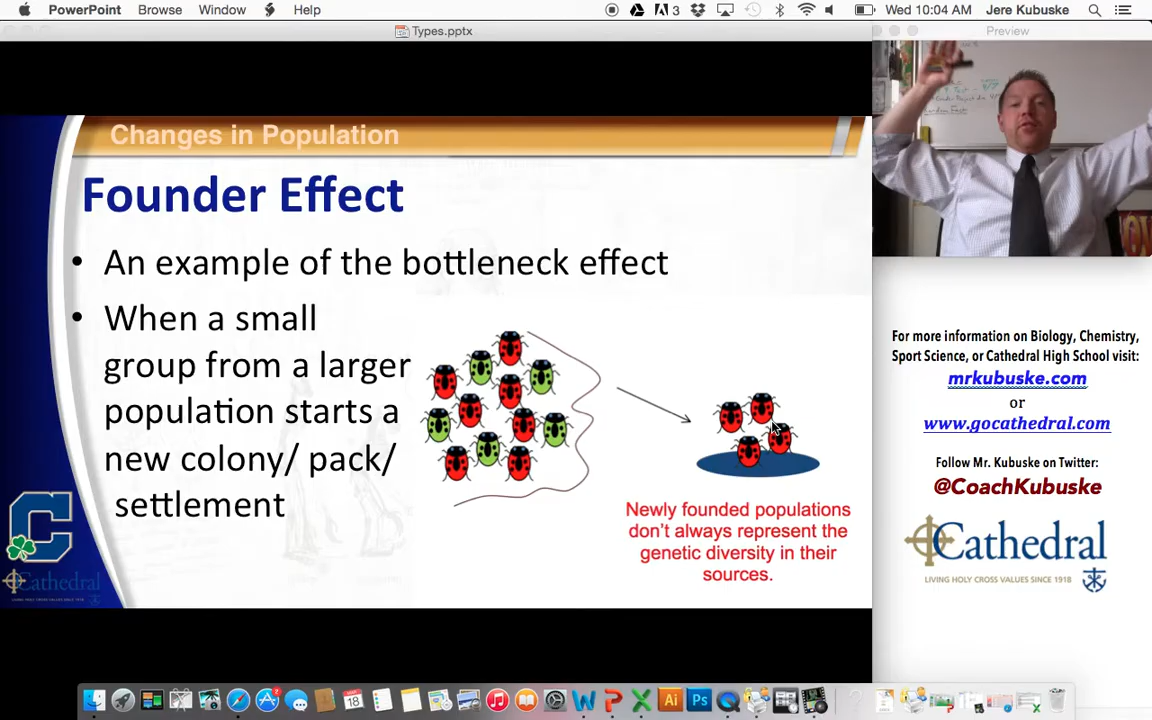 PowerPoint Browse Window Help
3
Wed 10:04 AM Jere Kubuske
Types.pptx
Preview
Changes in Population
Founder Effect
• An example of the bottleneck effect
• When a small
group from a larger
population starts a
new colony/ pack/
settlement
Newly founded populations
don't always represent the
genetic diversity in their
sources.
C
Cathedral
For more information on Biology, Chemistry,
Sport Science, or Cathedral High School visit:
mrkubuske.com
or
www.gocathedral.com
Follow Mr. Kubuske on Twitter:
@CoachKubuske
Cathedral
LIVING HOLY CROSS VALUES SINCE 1918
18
W
P
X
Ai
Ps